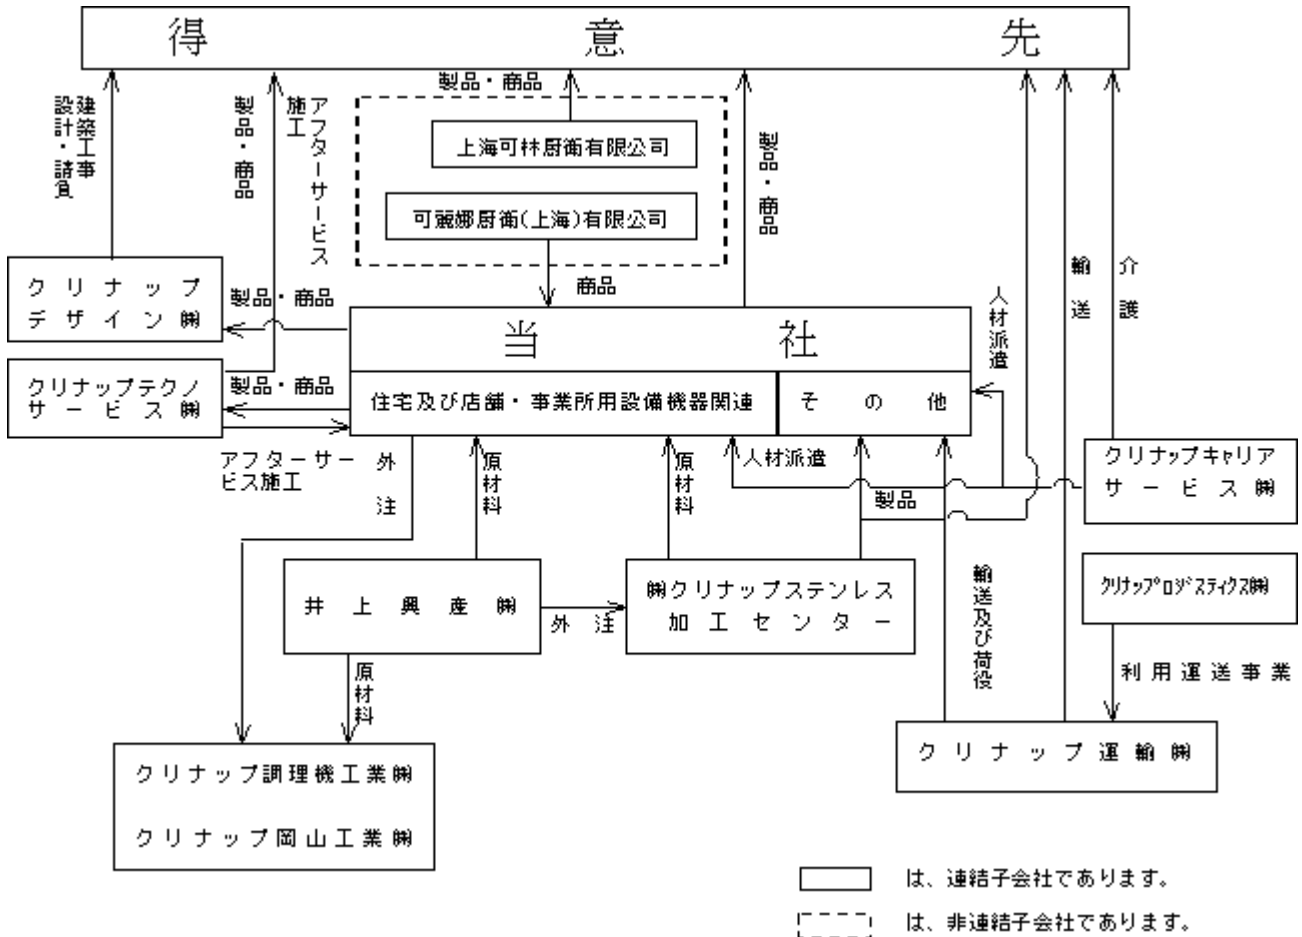 得意先
製品・商品
建築工事
設計・請負
製品・商品
アフターサービス
施工
上海可林厨衛有限公司
製品・商品
可麗娜厨衛(上海)有限公司
商品
輸送
介護
クリナップ
デザイン㈱
製品・商品
人材派遣
当社
クリナップテクノ
サービス㈱
製品・商品
住宅及び店舗・事業所用設備機器関連
その他
アフターサー
ビス施工
外注
原材料
原材料
人材派遣
製品
クリナップキャリア
サービス㈱
井上興産㈱
外注
㈱クリナップステンレス
加工センター
輸送及び荷役
クリナップロジスティクス㈱
原材料
利用運送事業
クリナップ調理機工業㈱
クリナップ岡山工業㈱
クリナップ運輸㈱
は、連結子会社であります。
は、非連結子会社であります。